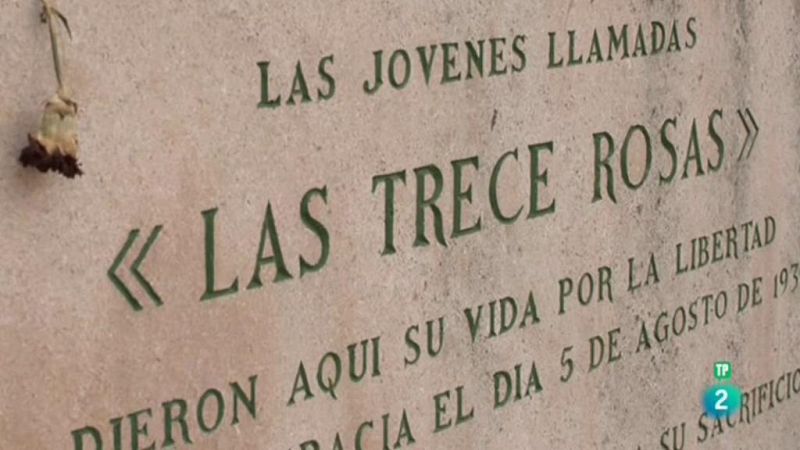 LAS JOVENES LLAMADAS
« LAS TRECE ROSAS »
DIERON AQUI SU VIDA POR LA LIBERTAD
EL DIA 5 DE AGOSTO DE 193
SU SACRIFICIO
TP
2